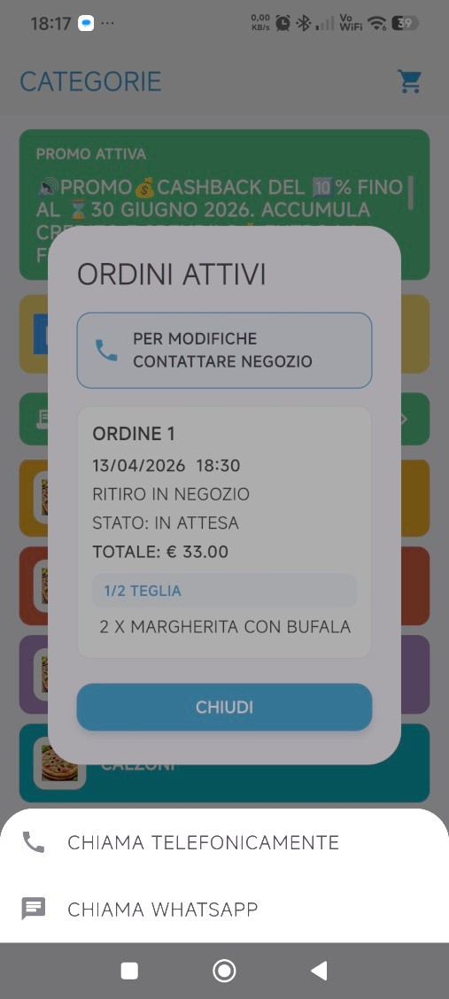 18:17
0,00
KB/s
Vo
WiFi
39
CATEGORIE
PROMO ATTIVA
🔊PROMO💰CASHBACK DEL 🔟% FINO
AL ⌛30 GIUGNO 2026. ACCUMULA
ORDINI ATTIVI
PER MODIFICHE
CONTATTARE NEGOZIO
ORDINE 1
13/04/2026 18:30
RITIRO IN NEGOZIO
STATO: IN ATTESA
TOTALE: € 33.00
1/2 TEGLIA
2 X MARGHERITA CON BUFALA
CHIUDI
CALZONI
CHIAMA TELEFONICAMENTE
CHIAMA WHATSAPP